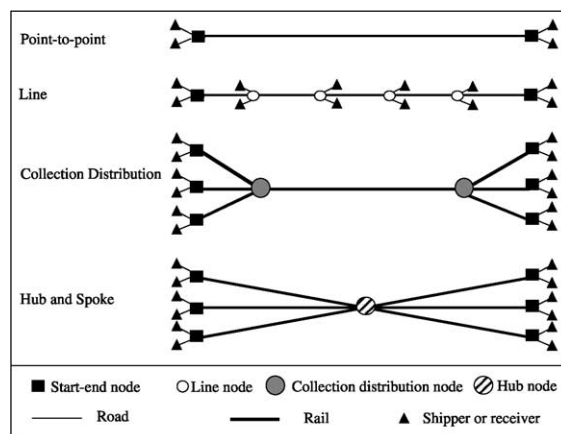 Point-to-point
Line
Collection Distribution
Hub and Spoke
Start-end node Line node Collection distribution node Hub node
Road Rail Shipper or receiver